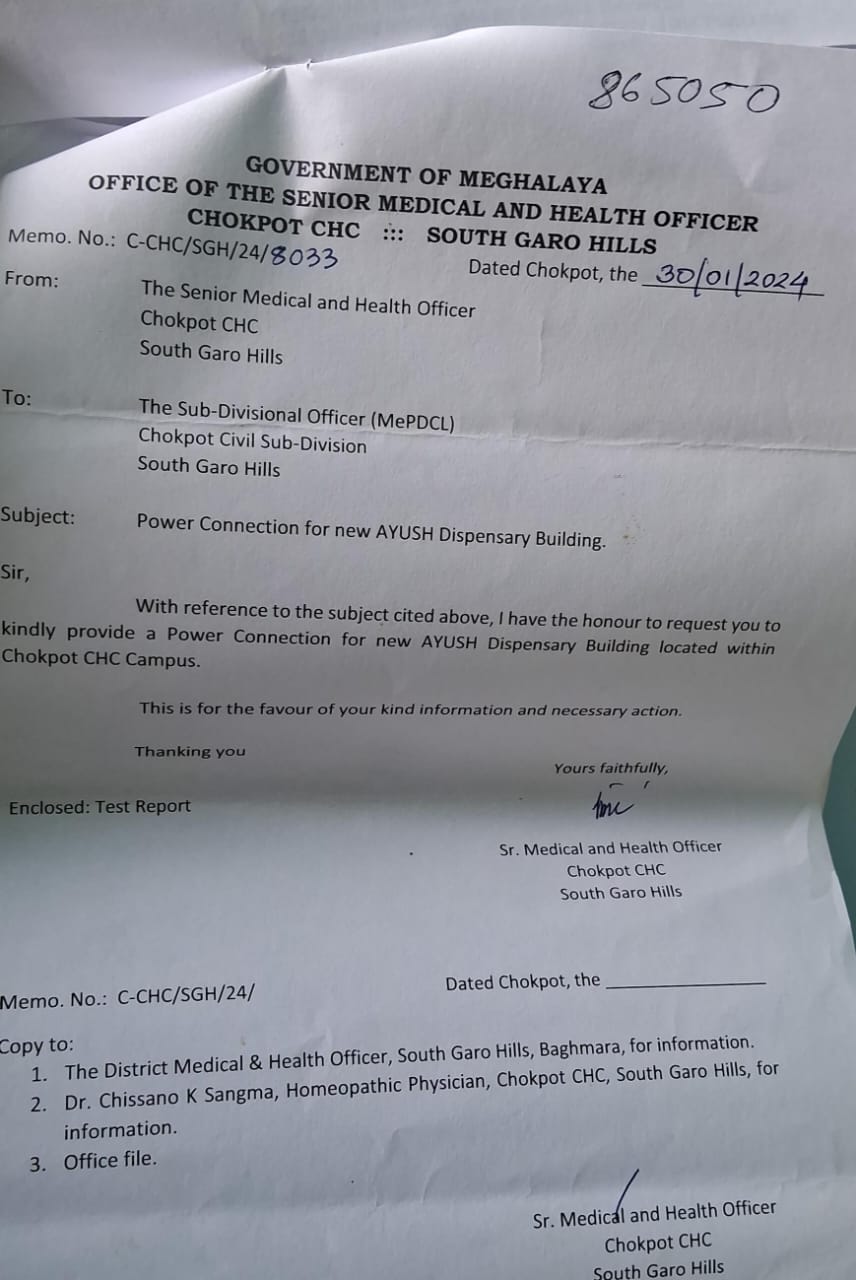 865050
GOVERNMENT OF MEGHALAYA
OFFICE OF THE SENIOR MEDICAL AND HEALTH OFFICER
CHOKPOT CHC ::: SOUTH GARO HILLS
Memo. No.: C-CHC/SGH/24/8033
Dated Chokpot, the 30/01/2024
From:
The Senior Medical and Health Officer
Chokpot CHC
South Garo Hills
To:
The Sub-Divisional Officer (MePDCL)
Chokpot Civil Sub-Division
South Garo Hills
Subject: Power Connection for new AYUSH Dispensary Building.
Sir,
With reference to the subject cited above, I have the honour to request you to
kindly provide a Power Connection for new AYUSH Dispensary Building located within
Chokpot CHC Campus.
This is for the favour of your kind information and necessary action.
Thanking you
Yours faithfully,
Enclosed: Test Report
Sr. Medical and Health Officer
Chokpot CHC
South Garo Hills
Memo. No.: C-CHC/SGH/24/
Dated Chokpot, the
Copy to:
1. The District Medical & Health Officer, South Garo Hills, Baghmara, for information.
2. Dr. Chissano K Sangma, Homeopathic Physician, Chokpot CHC, South Garo Hills, for
information.
3. Office file.
Sr. Medical and Health Officer
Chokpot CHC
South Garo Hills